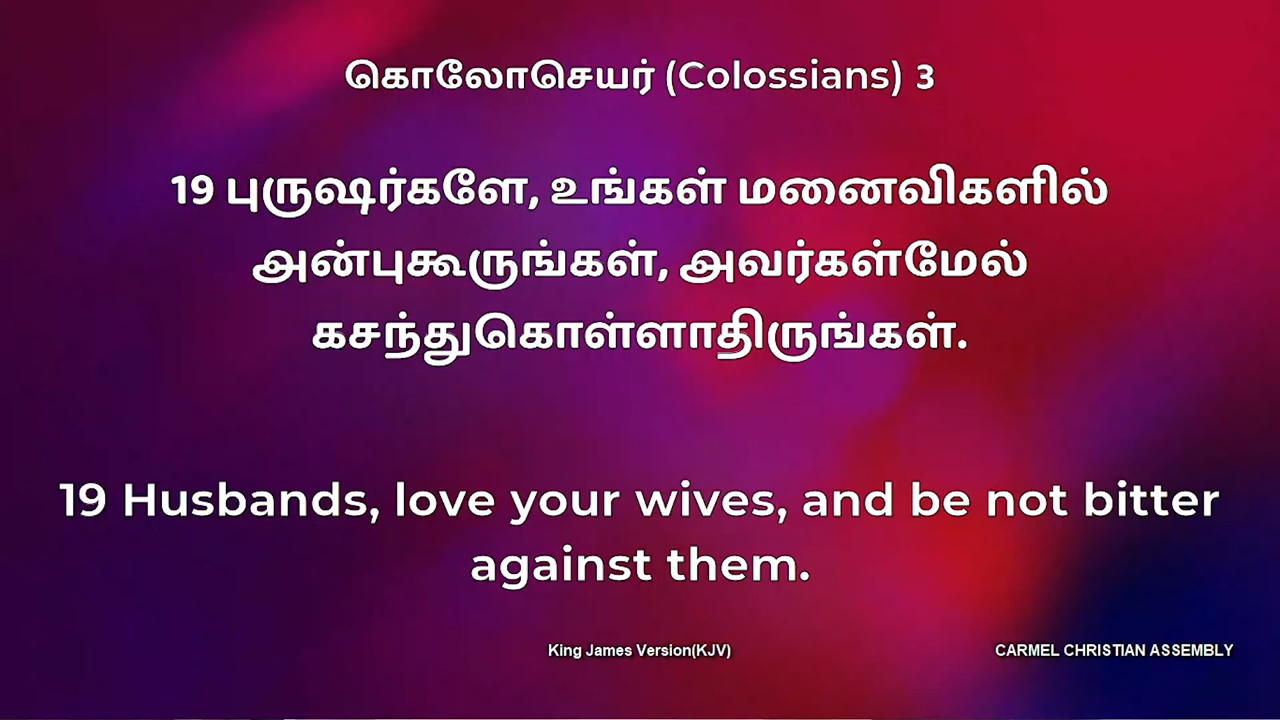 கொலோசெயர் (Colossians) 3
19 புருஷர்களே, உங்கள் மனைவிகளில்
அன்புகூருங்கள், அவர்கள்மேல்
கசந்துகொள்ளாதிருங்கள்.
19 Husbands, love your wives, and be not bitter
against them.
King James Version(KJV)
CARMEL CHRISTIAN ASSEMBLY